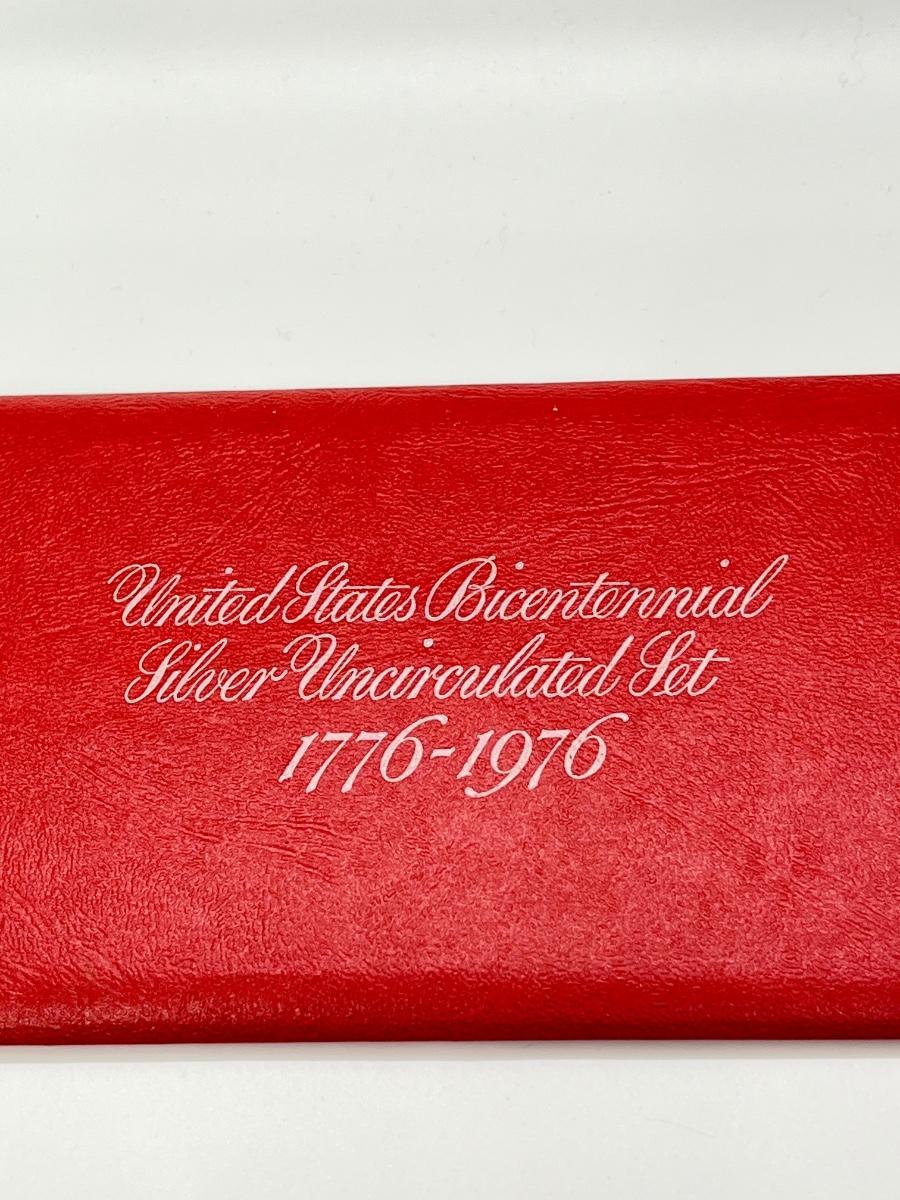 United States Bicentennial
Silver Uncirculated Set
1776-1976